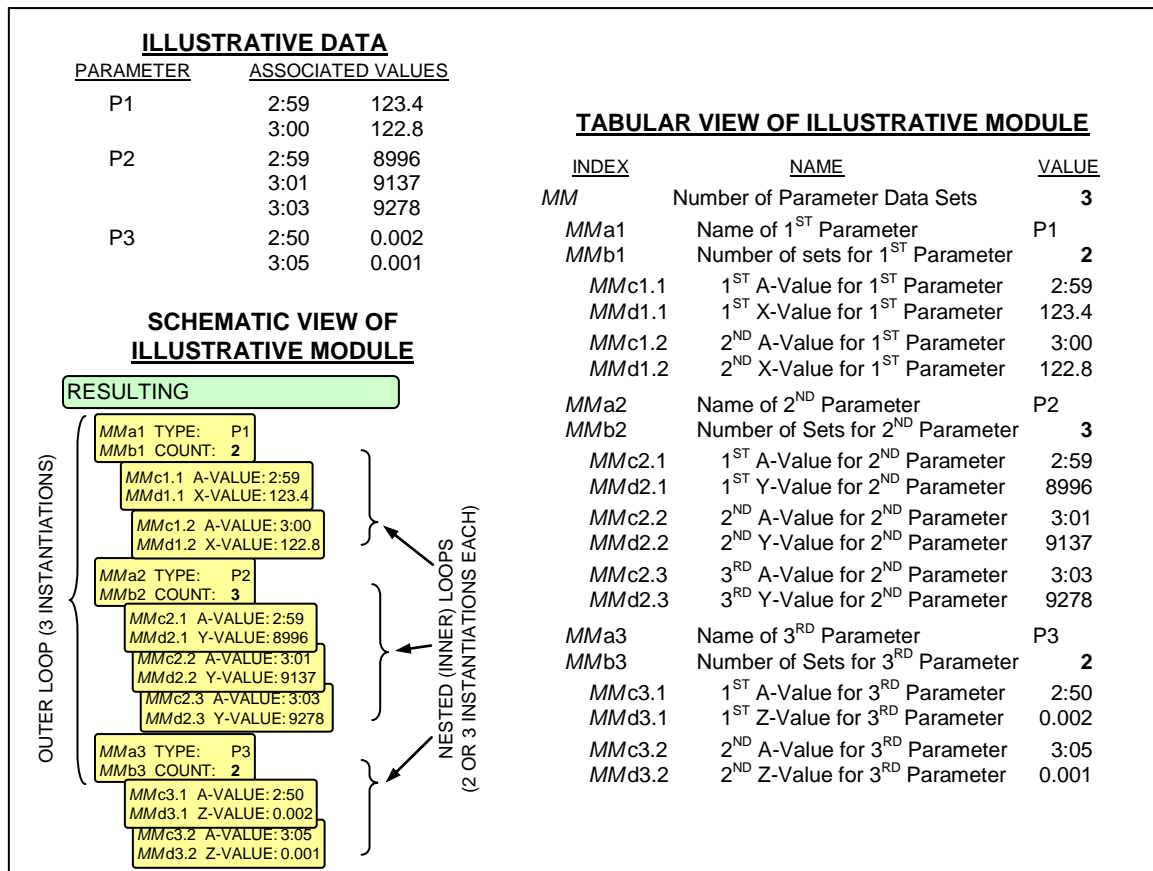 ILLUSTRATIVE DATA
PARAMETER ASSOCIATED VALUES
P1 2:59 123.4
3:00 122.8
P2 2:59 8996
3:01 9137
3:03 9278
P3 2:50 0.002
3:05 0.001
SCHEMATIC VIEW OF
ILLUSTRATIVE MODULE
RESULTING
OUTER LOOP (3 INSTANTIATIONS)
MMa1 TYPE: P1
MMb1 COUNT: 2
MMc1.1 A-VALUE: 2:59
MMd1.1 X-VALUE: 123.4
MMc1.2 A-VALUE: 3:00
MMd1.2 X-VALUE: 122.8
MMa2 TYPE: P2
MMb2 COUNT: 3
MMc2.1 A-VALUE: 2:59
MMd2.1 Y-VALUE: 8996
MMc2.2 A-VALUE: 3:01
MMd2.2 Y-VALUE: 9137
MMc2.3 A-VALUE: 3:03
MMd2.3 Y-VALUE: 9278
MMa3 TYPE: P3
MMb3 COUNT: 2
MMc3.1 A-VALUE: 2:50
MMd3.1 Z-VALUE: 0.002
MMc3.2 A-VALUE: 3:05
MMd3.2 Z-VALUE: 0.001
NESTED (INNER) LOOPS
(2 OR 3 INSTANTIATIONS EACH)
TABULAR VIEW OF ILLUSTRATIVE MODULE
INDEX NAME VALUE
MM Number of Parameter Data Sets 3
MMa1 Name of 1ST Parameter P1
MMb1 Number of sets for 1ST Parameter 2
MMc1.1 1ST A-Value for 1ST Parameter 2:59
MMd1.1 1ST X-Value for 1ST Parameter 123.4
MMc1.2 2ND A-Value for 1ST Parameter 3:00
MMd1.2 2ND X-Value for 1ST Parameter 122.8
MMa2 Name of 2ND Parameter P2
MMb2 Number of Sets for 2ND Parameter 3
MMc2.1 1ST A-Value for 2ND Parameter 2:59
MMd2.1 1ST Y-Value for 2ND Parameter 8996
MMc2.2 2ND A-Value for 2ND Parameter 3:01
MMd2.2 2ND Y-Value for 2ND Parameter 9137
MMc2.3 3RD A-Value for 2ND Parameter 3:03
MMd2.3 3RD Y-Value for 2ND Parameter 9278
MMa3 Name of 3RD Parameter P3
MMb3 Number of Sets for 3RD Parameter 2
MMc3.1 1ST A-Value for 3RD Parameter 2:50
MMd3.1 1ST Z-Value for 3RD Parameter 0.002
MMc3.2 2ND A-Value for 3RD Parameter 3:05
MMd3.2 2ND Z-Value for 3RD Parameter 0.001